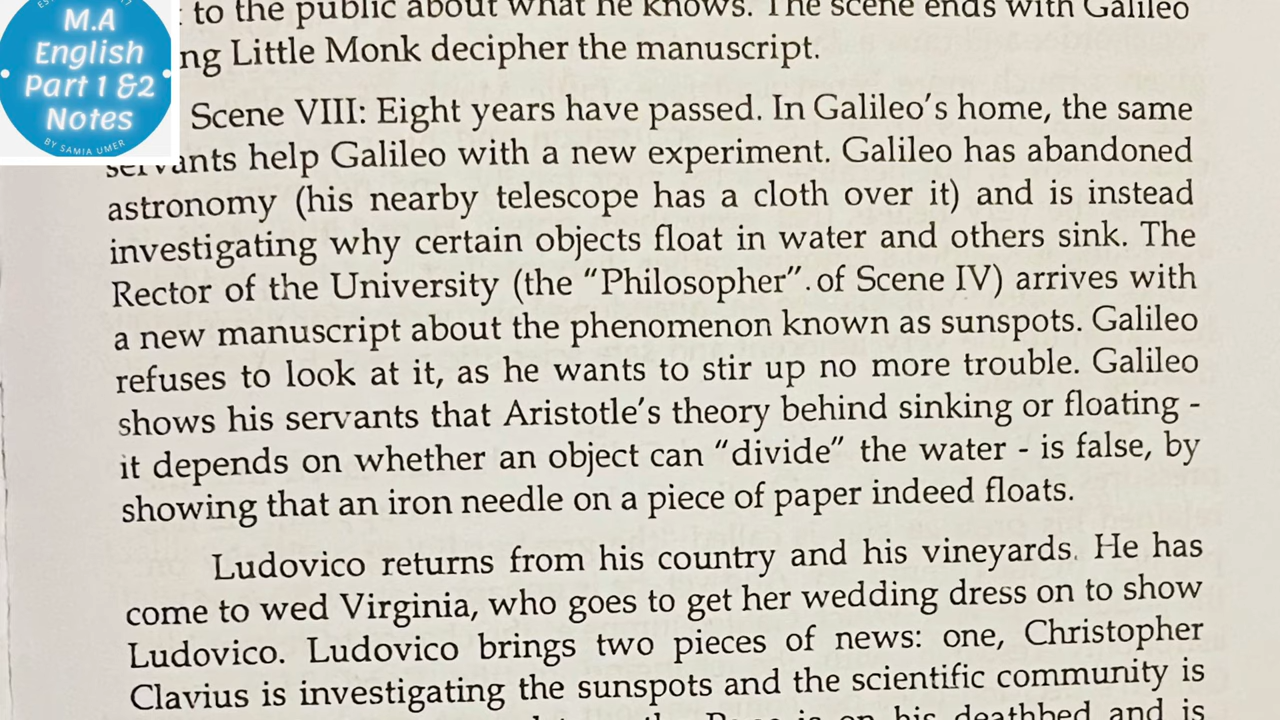 M.A
English
Part 1 &2
Notes
BY SAMIA UMER
to the public about what he knows. The scene ends with Galileo
ng Little Monk decipher the manuscript.
Scene VIII: Eight years have passed. In Galileo's home, the same
servants help Galileo with a new experiment. Galileo has abandoned
astronomy (his nearby telescope has a cloth over it) and is instead
investigating why certain objects float in water and others sink. The
Rector of the University (the "Philosopher". of Scene IV) arrives with
a new manuscript about the phenomenon known as sunspots. Galileo
refuses to look at it, as he wants to stir up no more trouble. Galileo
shows his servants that Aristotle's theory behind sinking or floating -
it depends on whether an object can "divide" the water - is false, by
showing that an iron needle on a piece of paper indeed floats.
Ludovico returns from his country and his vineyards. He has
come to wed Virginia, who goes to get her wedding dress on to show
Ludovico. Ludovico brings two pieces of news: one, Christopher
Clavius is investigating the sunspots and the scientific community is
Pope is on his deathbed and is